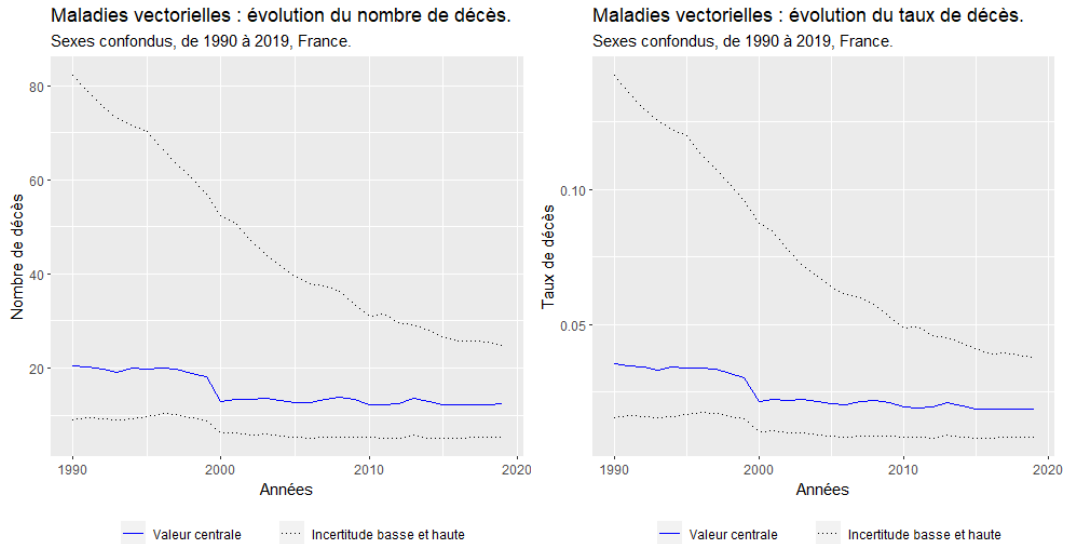 Maladies vectorielles : évolution du nombre de décès.
Sexes confondus, de 1990 à 2019, France.
Nombre de décès
80
60
40
20
1990
2000
2010
2020
Années
Valeur centrale
Incertitude basse et haute
Maladies vectorielles : évolution du taux de décès.
Sexes confondus, de 1990 à 2019, France.
Taux de décès
0.10
0.05
1990
2000
2010
2020
Années
Valeur centrale
Incertitude basse et haute